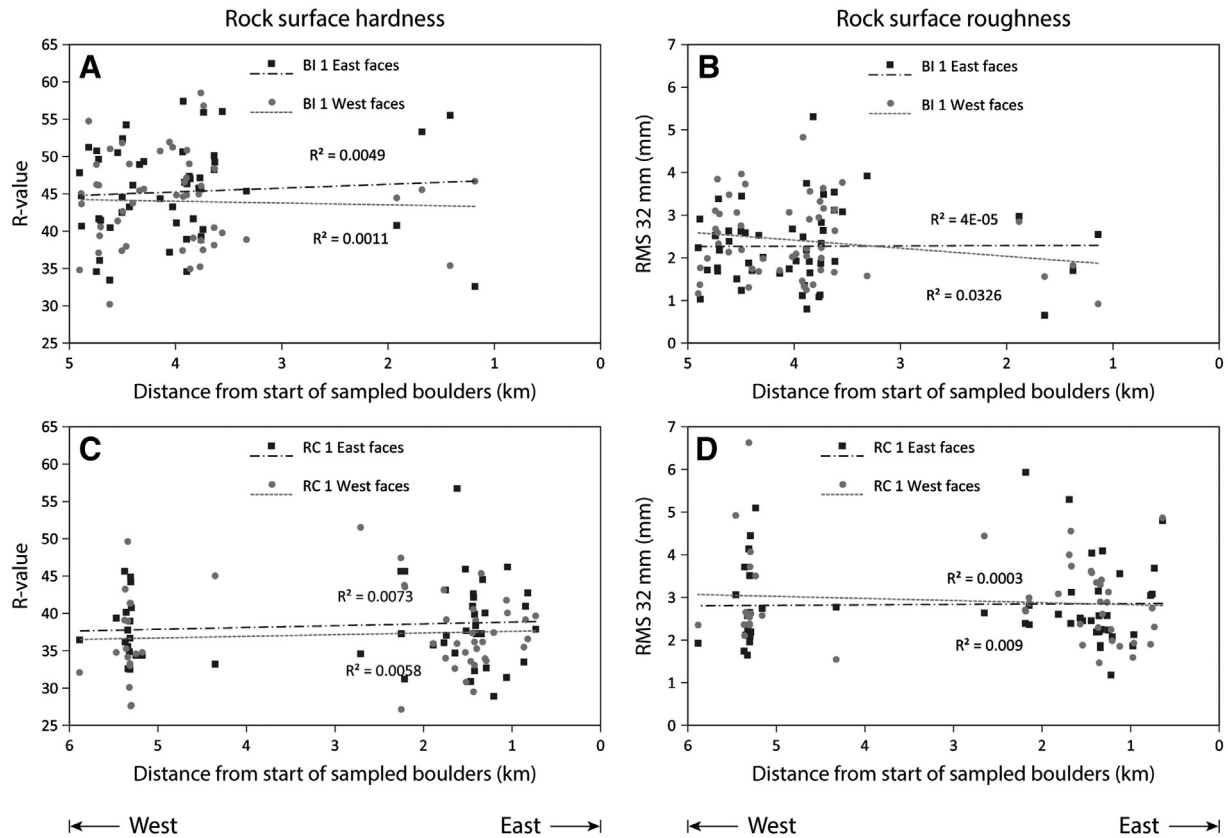 Rock surface hardness
Rock surface roughness
A
BI 1 East faces
BI 1 West faces
R² = 0.0049
R² = 0.0011
R-value
65
60
55
50
45
40
35
30
25
5
4
3
2
1
0
Distance from start of sampled boulders (km)
B
BI 1 East faces
BI 1 West faces
R² = 4E-05
R² = 0.0326
RMS 32 mm (mm)
7
6
5
4
3
2
1
0
5
4
3
2
1
0
Distance from start of sampled boulders (km)
C
RC 1 East faces
RC 1 West faces
R² = 0.0073
R² = 0.0058
R-value
65
60
55
50
45
40
35
30
25
6
5
4
3
2
1
0
Distance from start of sampled boulders (km)
D
RC 1 East faces
RC 1 West faces
R² = 0.0003
R² = 0.009
RMS 32 mm (mm)
7
6
5
4
3
2
1
0
6
5
4
3
2
1
0
Distance from start of sampled boulders (km)
West
East
West
East